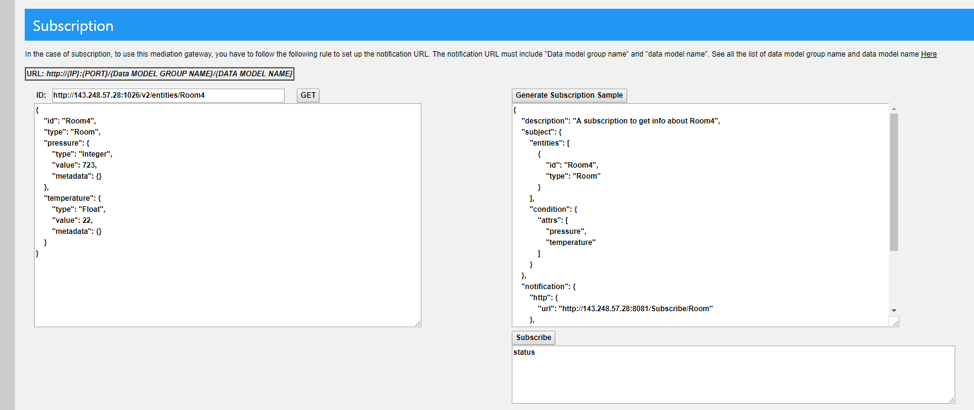 Subscription
In the case of subscription, to use this mediation gateway, you have to follow the following rule to set up the notification URL. The notification URL must include "Data model group name" and "data model name". See all the list of data model group name and data model name Here
URL: http://{IP}:{PORT}/{Data MODEL GROUP NAME}/{DATA MODEL NAME}
ID: http://143.248.57.28:1026/v2/entities/Room4 GET
{
"id": "Room4",
"type": "Room",
"pressure": {
"type": "Integer",
"value": 723,
"metadata": {}
},
"temperature": {
"type": "Float",
"value": 22,
"metadata": {}
}
}
Generate Subscription Sample
{
"description": "A subscription to get info about Room4",
"subject": {
"entities": [
{
"id": "Room4",
"type": "Room"
}
],
"condition": {
"attrs": [
"pressure",
"temperature"
]
}
},
"notification": {
"http": {
"url": "http://143.248.57.28:8081/Subscribe/Room"
},
Subscribe
status